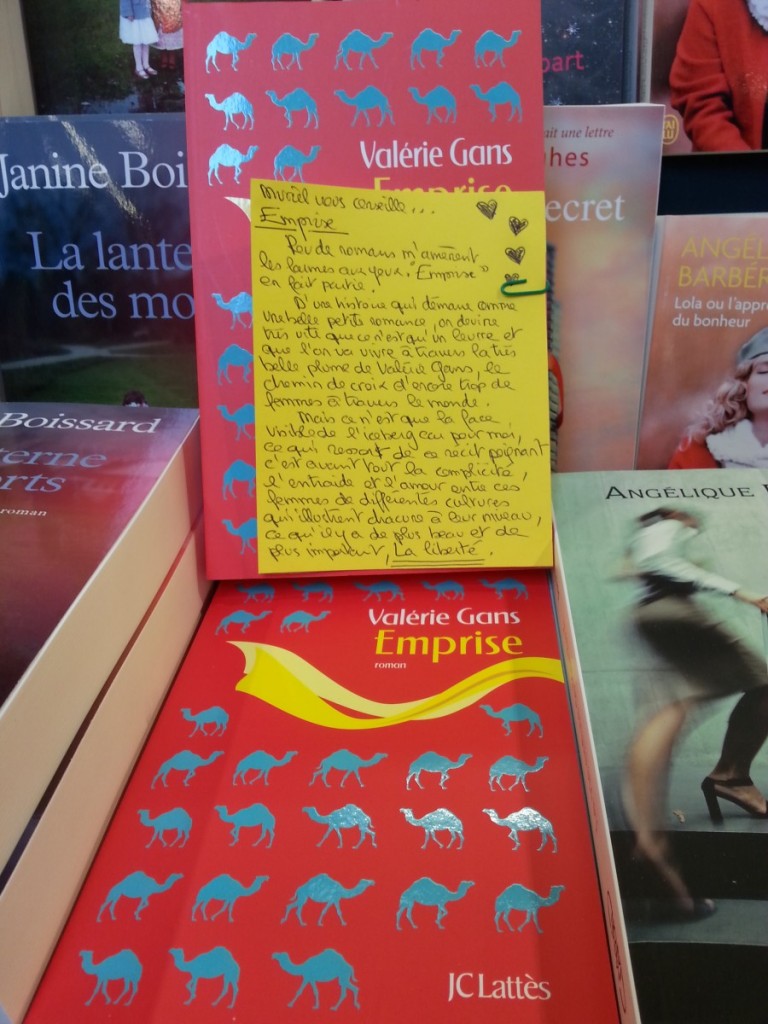 part
Janine Boi
La lante
des mo
Valérie Gans
Emprise
ait une lettre
hes
ecret
ANGÉL
BARBÉR
Lola ou l'appr
du bonheur
Muriel vous conseille...
Emprise
Peu de romans m'amènent
les larmes aux yeux. "Emprise"
en fait partie.
D'une histoire qui démarre comme
une belle petite romance, on devine
très vite que ce n'est qu'un leurre et
que l'on va vivre à travers la très
belle plume de Valérie Gans, le
chemin de croix d'encore trop de
femmes à travers le monde.
Mais ce n'est que la face
visible de l'iceberg car pour moi,
ce qui ressort de ce récit poignant
c'est avant tout la complicité,
l'entraide et l'amour entre ces
femmes de différentes cultures
qui illustrent chacune à leur niveau,
ce qu'il y a de plus beau et de
plus important, La liberté.
Boissard
terne
orts
roman
ANGÉLIQUE
Valérie Gans
Emprise
roman
JC Lattès